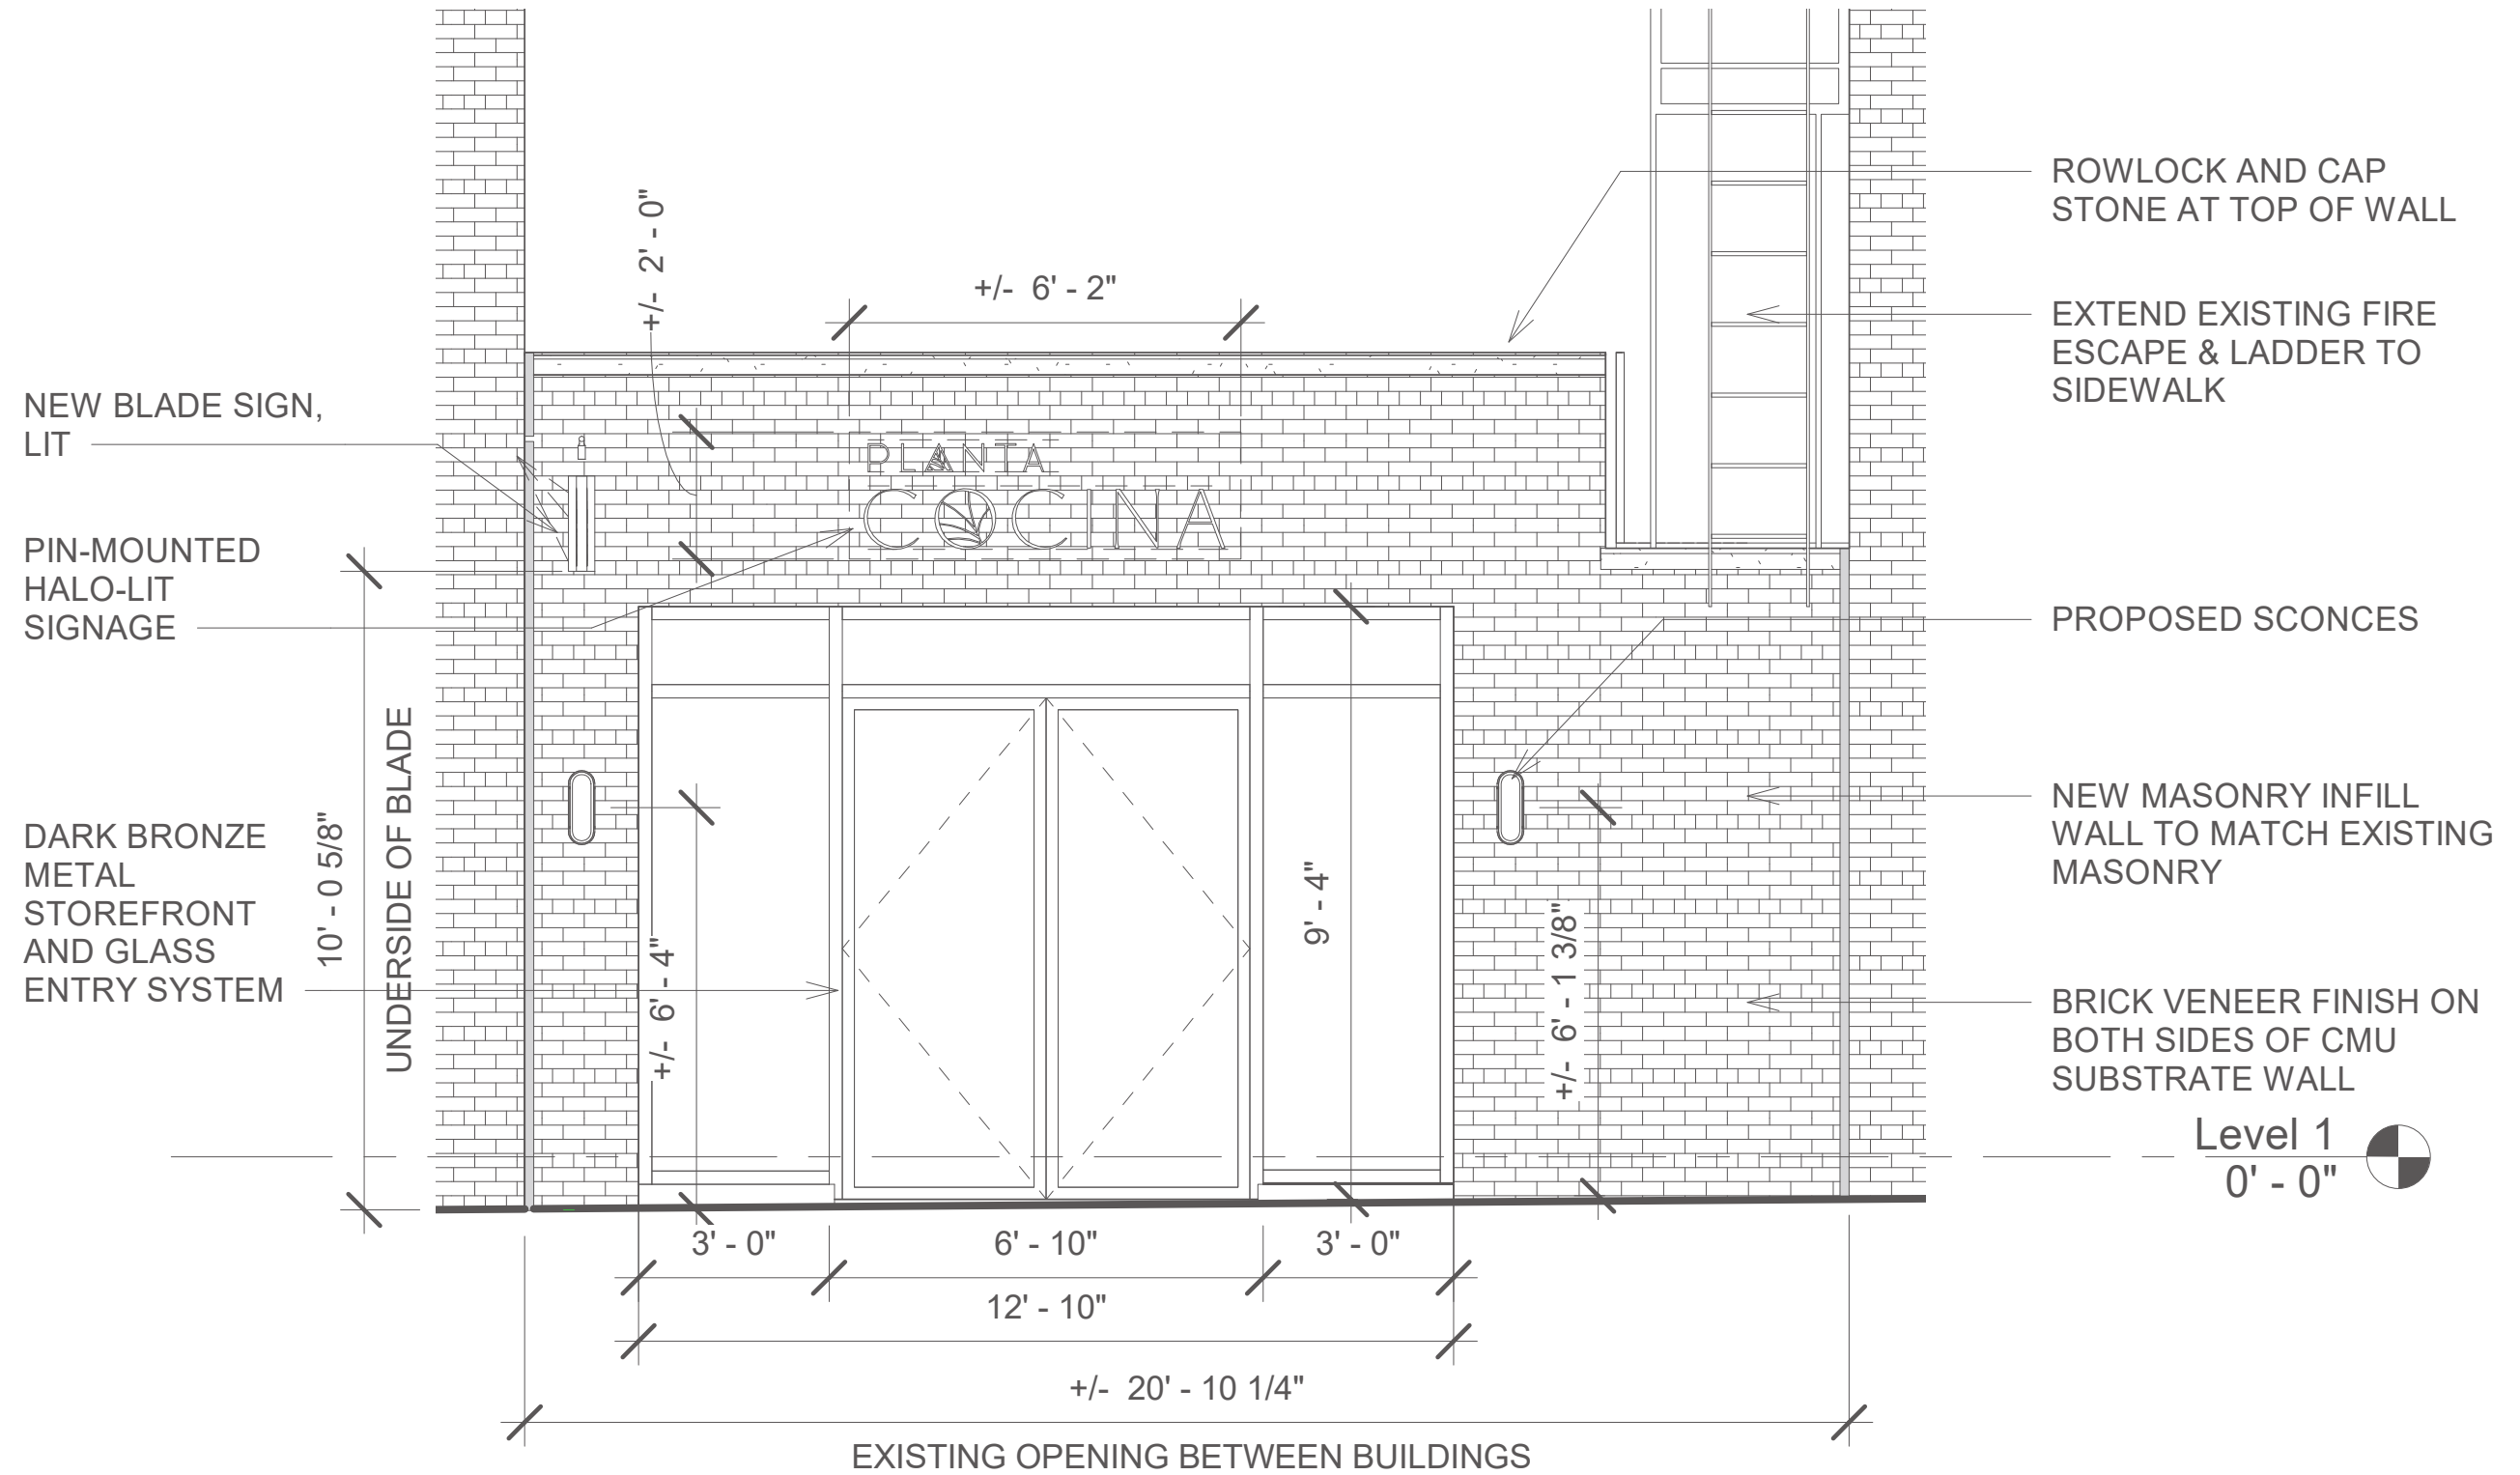 +/-  2' - 0"
+/-  6' - 2"
ROWLOCK AND CAP
STONE AT TOP OF WALL
EXTEND EXISTING FIRE
ESCAPE & LADDER TO
SIDEWALK
NEW BLADE SIGN,
LIT
PLANTA
COCINA
PIN-MOUNTED
HALO-LIT
SIGNAGE
PROPOSED SCONCES
10' - 0 5/8"
UNDERSIDE OF BLADE
DARK BRONZE
METAL
STOREFRONT
AND GLASS
ENTRY SYSTEM
+/-  6' - 4"
9' - 4"
+/-  6' - 1 3/8"
NEW MASONRY INFILL
WALL TO MATCH EXISTING
MASONRY
BRICK VENEER FINISH ON
BOTH SIDES OF CMU
SUBSTRATE WALL
Level 1
0' - 0"
3' - 0"
6' - 10"
3' - 0"
12' - 10"
+/-  20' - 10 1/4"
EXISTING OPENING BETWEEN BUILDINGS